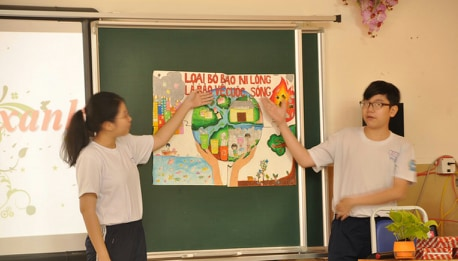 LOẠI BỎ BAO NI LÔNG
LÀ BẢO VỆ CUỘC SỐNG
xanh